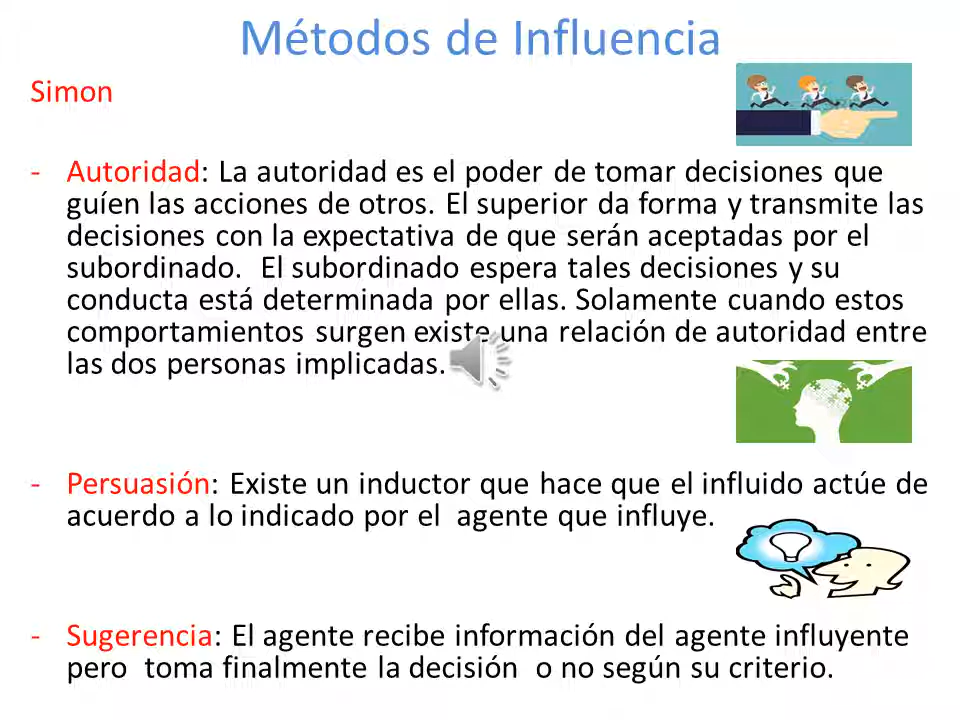 Métodos de Influencia
Simon
- Autoridad: La autoridad es el poder de tomar decisiones que
guíen las acciones de otros. El superior da forma y transmite las
decisiones con la expectativa de que serán aceptadas por el
subordinado. El subordinado espera tales decisiones y su
conducta está determinada por ellas. Solamente cuando estos
comportamientos surgen existe una relación de autoridad entre
las dos personas implicadas.
- Persuasión: Existe un inductor que hace que el influido actúe de
acuerdo a lo indicado por el agente que influye.
- Sugerencia: El agente recibe información del agente influyente
pero toma finalmente la decisión o no según su criterio.